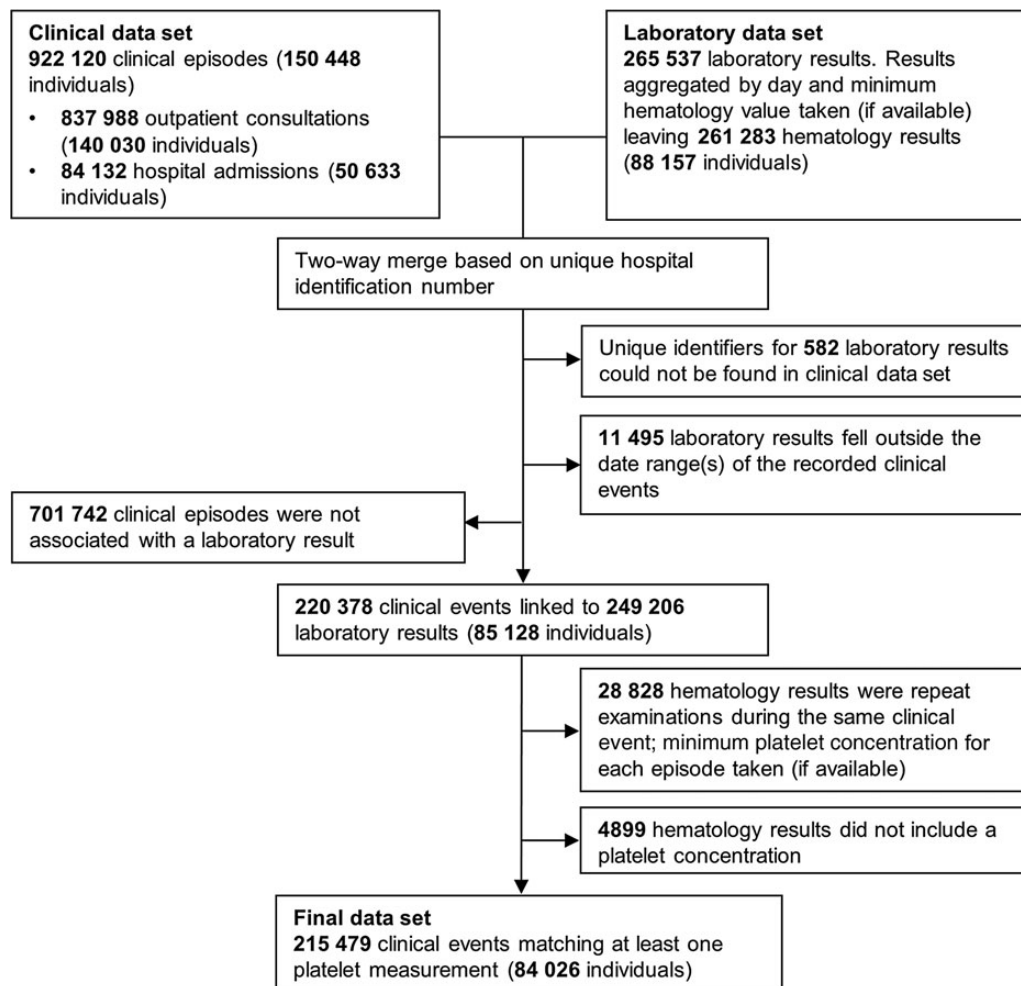 Clinical data set
922 120 clinical episodes (150 448
individuals)
• 837 988 outpatient consultations
(140 030 individuals)
• 84 132 hospital admissions (50 633
individuals)
Laboratory data set
265 537 laboratory results. Results
aggregated by day and minimum
hematology value taken (if available)
leaving 261 283 hematology results
(88 157 individuals)
Two-way merge based on unique hospital
identification number
Unique identifiers for 582 laboratory results
could not be found in clinical data set
11 495 laboratory results fell outside the
date range(s) of the recorded clinical
events
701 742 clinical episodes were not
associated with a laboratory result
220 378 clinical events linked to 249 206
laboratory results (85 128 individuals)
28 828 hematology results were repeat
examinations during the same clinical
event; minimum platelet concentration for
each episode taken (if available)
4899 hematology results did not include a
platelet concentration
Final data set
215 479 clinical events matching at least one
platelet measurement (84 026 individuals)